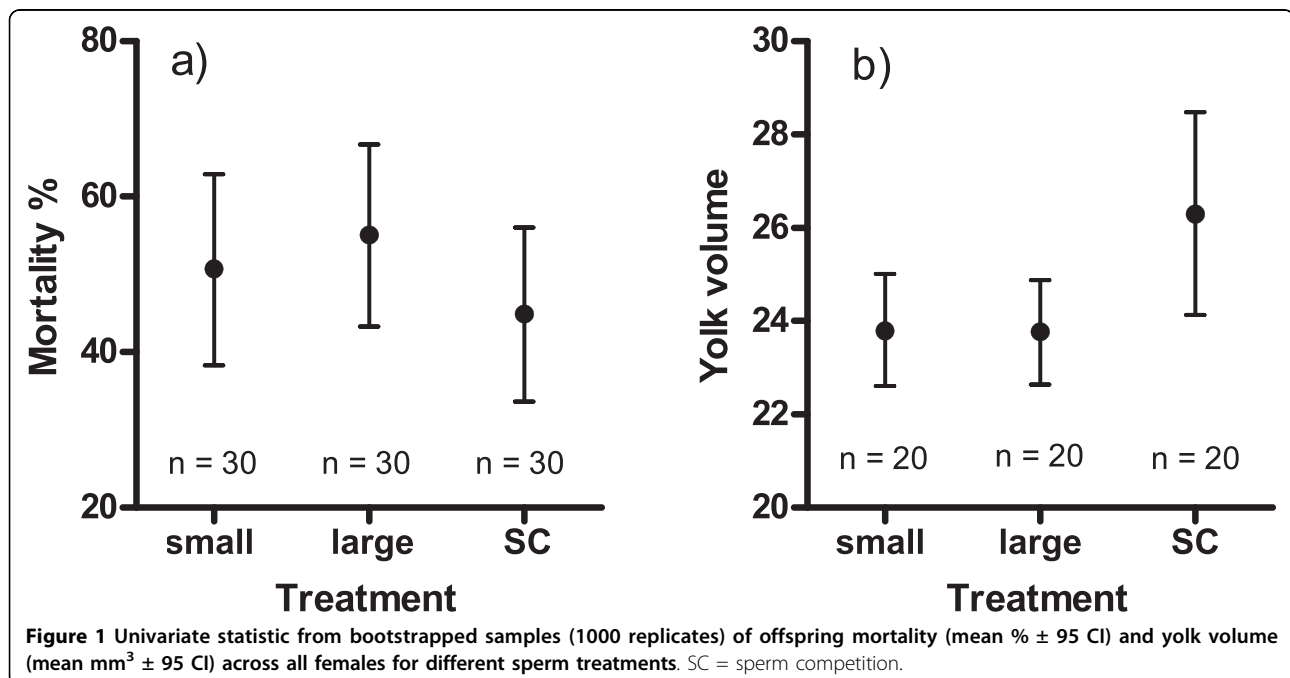 a)
80
60
40
20
Mortality %
n = 30 n = 30 n = 30
small large SC
Treatment
b)
30
28
26
24
22
20
Yolk volume
n = 20 n = 20 n = 20
small large SC
Treatment
Figure 1 Univariate statistic from bootstrapped samples (1000 replicates) of offspring mortality (mean % ± 95 CI) and yolk volume
(mean mm³ ± 95 CI) across all females for different sperm treatments. SC = sperm competition.